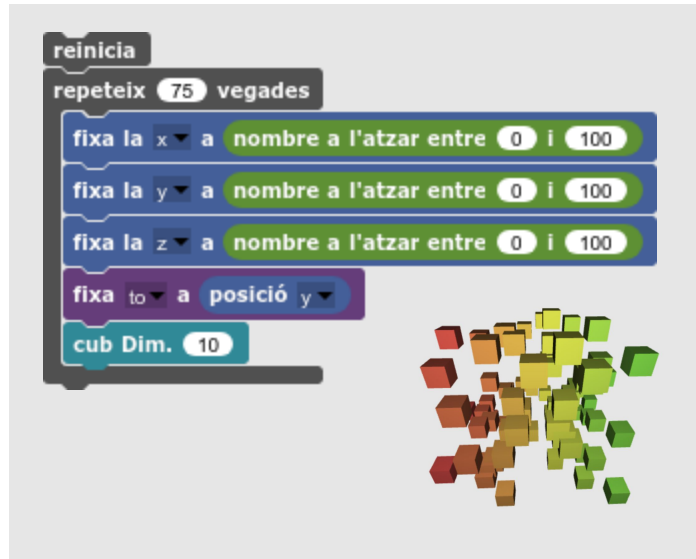 reinicia
repeteix 75 vegades
fixa la x a nombre a l'atzar entre 0 i 100
fixa la y a nombre a l'atzar entre 0 i 100
fixa la z a nombre a l'atzar entre 0 i 100
fixa to a posició y
cub Dim. 10